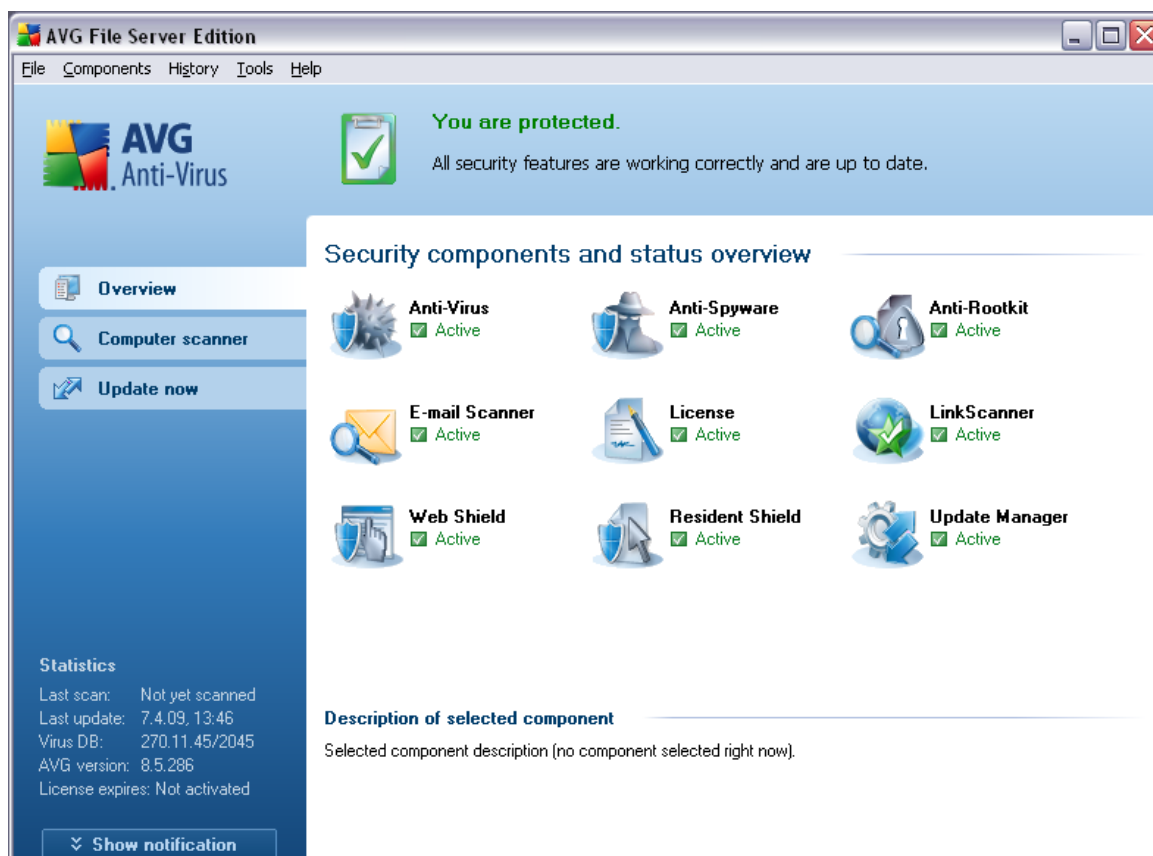 AVG File Server Edition
File Components History Tools Help
AVG
Anti-Virus
You are protected.
All security features are working correctly and are up to date.
Overview
Computer scanner
Update now
Security components and status overview
Anti-Virus
Active
Anti-Spyware
Active
Anti-Rootkit
Active
E-mail Scanner
Active
License
Active
LinkScanner
Active
Web Shield
Active
Resident Shield
Active
Update Manager
Active
Statistics
Last scan: Not yet scanned
Last update: 7.4.09, 13:46
Virus DB: 270.11.45/2045
AVG version: 8.5.286
License expires: Not activated
Show notification
Description of selected component
Selected component description (no component selected right now).